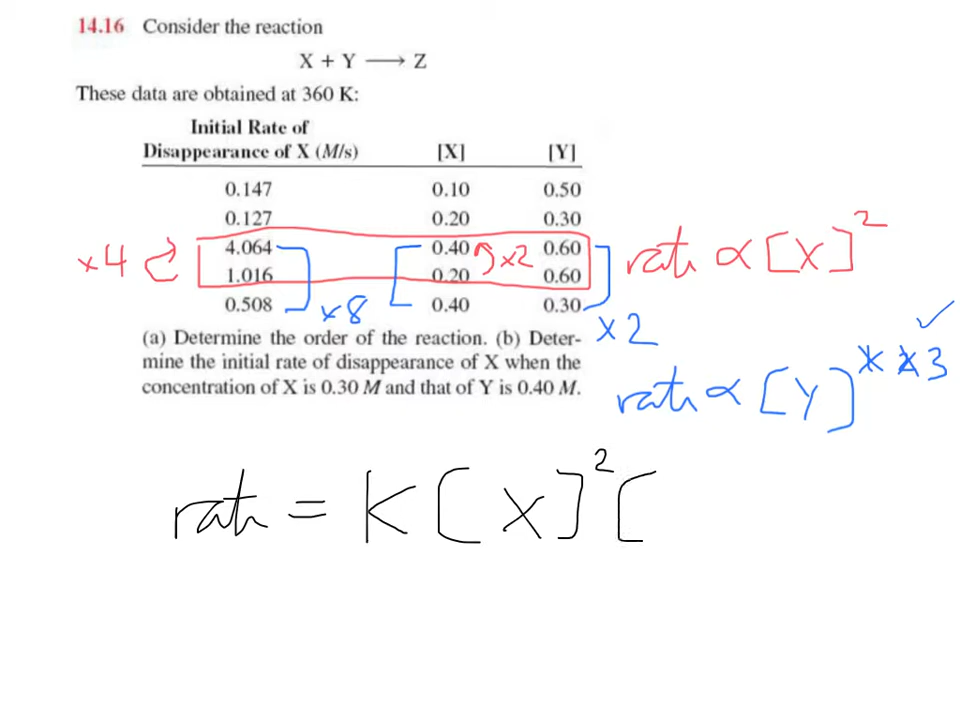 14.16 Consider the reaction
X + Y ⟶ Z
These data are obtained at 360 K:
Initial Rate of
Disappearance of X (M/s) [X] [Y]
0.147 0.10 0.50
0.127 0.20 0.30
4.064 0.40 0.60
1.016 0.20 0.60
0.508 0.40 0.30
×4
×2
rate ∝ [X]²
×8
×2
(a) Determine the order of the reaction. (b) Deter-
mine the initial rate of disappearance of X when the
concentration of X is 0.30 M and that of Y is 0.40 M.
✓
rate ∝ [Y] 3
rate = K[X]²[